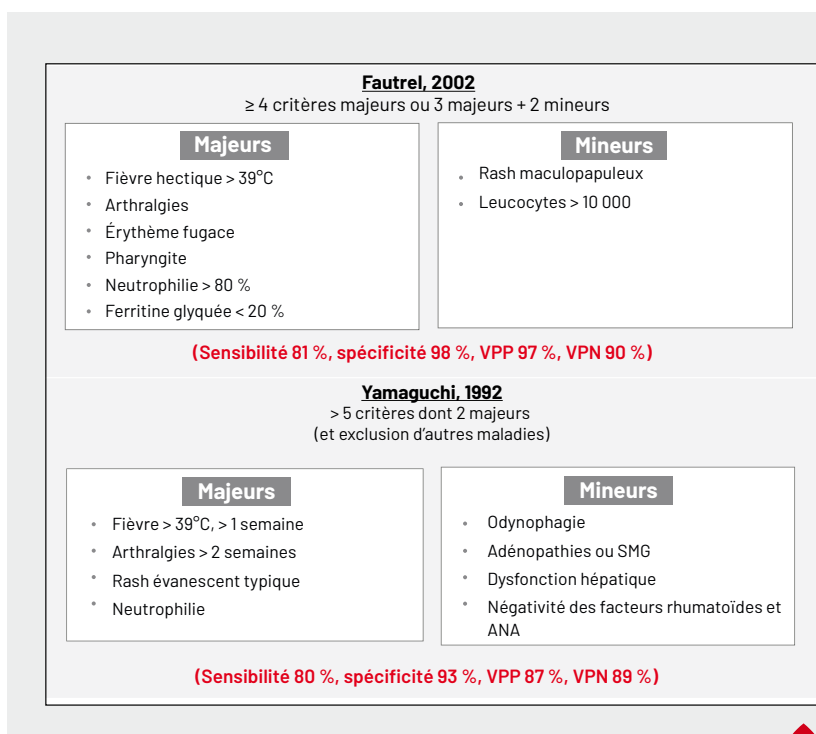 Fautrel, 2002
≥ 4 critères majeurs ou 3 majeurs + 2 mineurs
Majeurs
• Fièvre hectique > 39°C
• Arthralgies
• Érythème fugace
• Pharyngite
• Neutrophilie > 80 %
• Ferritine glyquée < 20 %
Mineurs
• Rash maculopapuleux
• Leucocytes > 10 000
(Sensibilité 81 %, spécificité 98 %, VPP 97 %, VPN 90 %)
Yamaguchi, 1992
> 5 critères dont 2 majeurs
(et exclusion d'autres maladies)
Majeurs
• Fièvre > 39°C, > 1 semaine
• Arthralgies > 2 semaines
• Rash évanescent typique
• Neutrophilie
Mineurs
• Odynophagie
• Adénopathies ou SMG
• Dysfonction hépatique
• Négativité des facteurs rhumatoïdes et
ANA
(Sensibilité 80 %, spécificité 93 %, VPP 87 %, VPN 89 %)